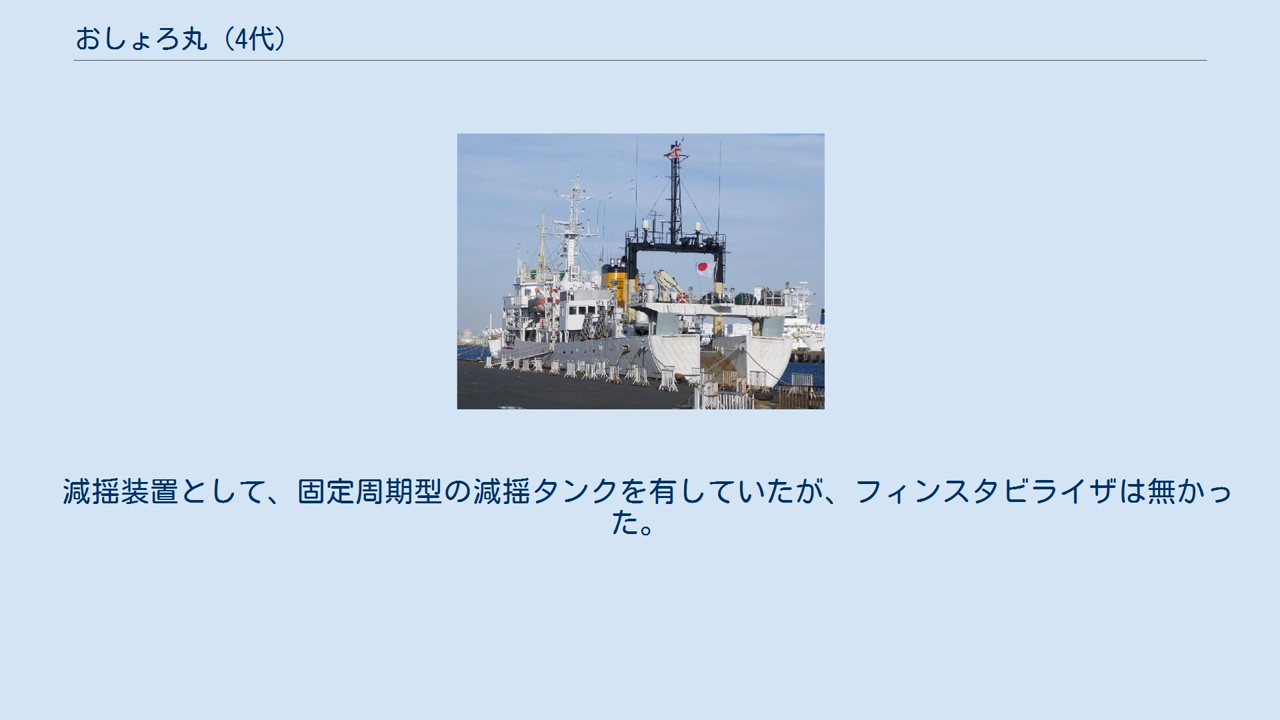 おしょろ丸（4代）
減揺装置として、固定周期型の減揺タンクを有していたが、フィンスタビライザは無かっ
た。